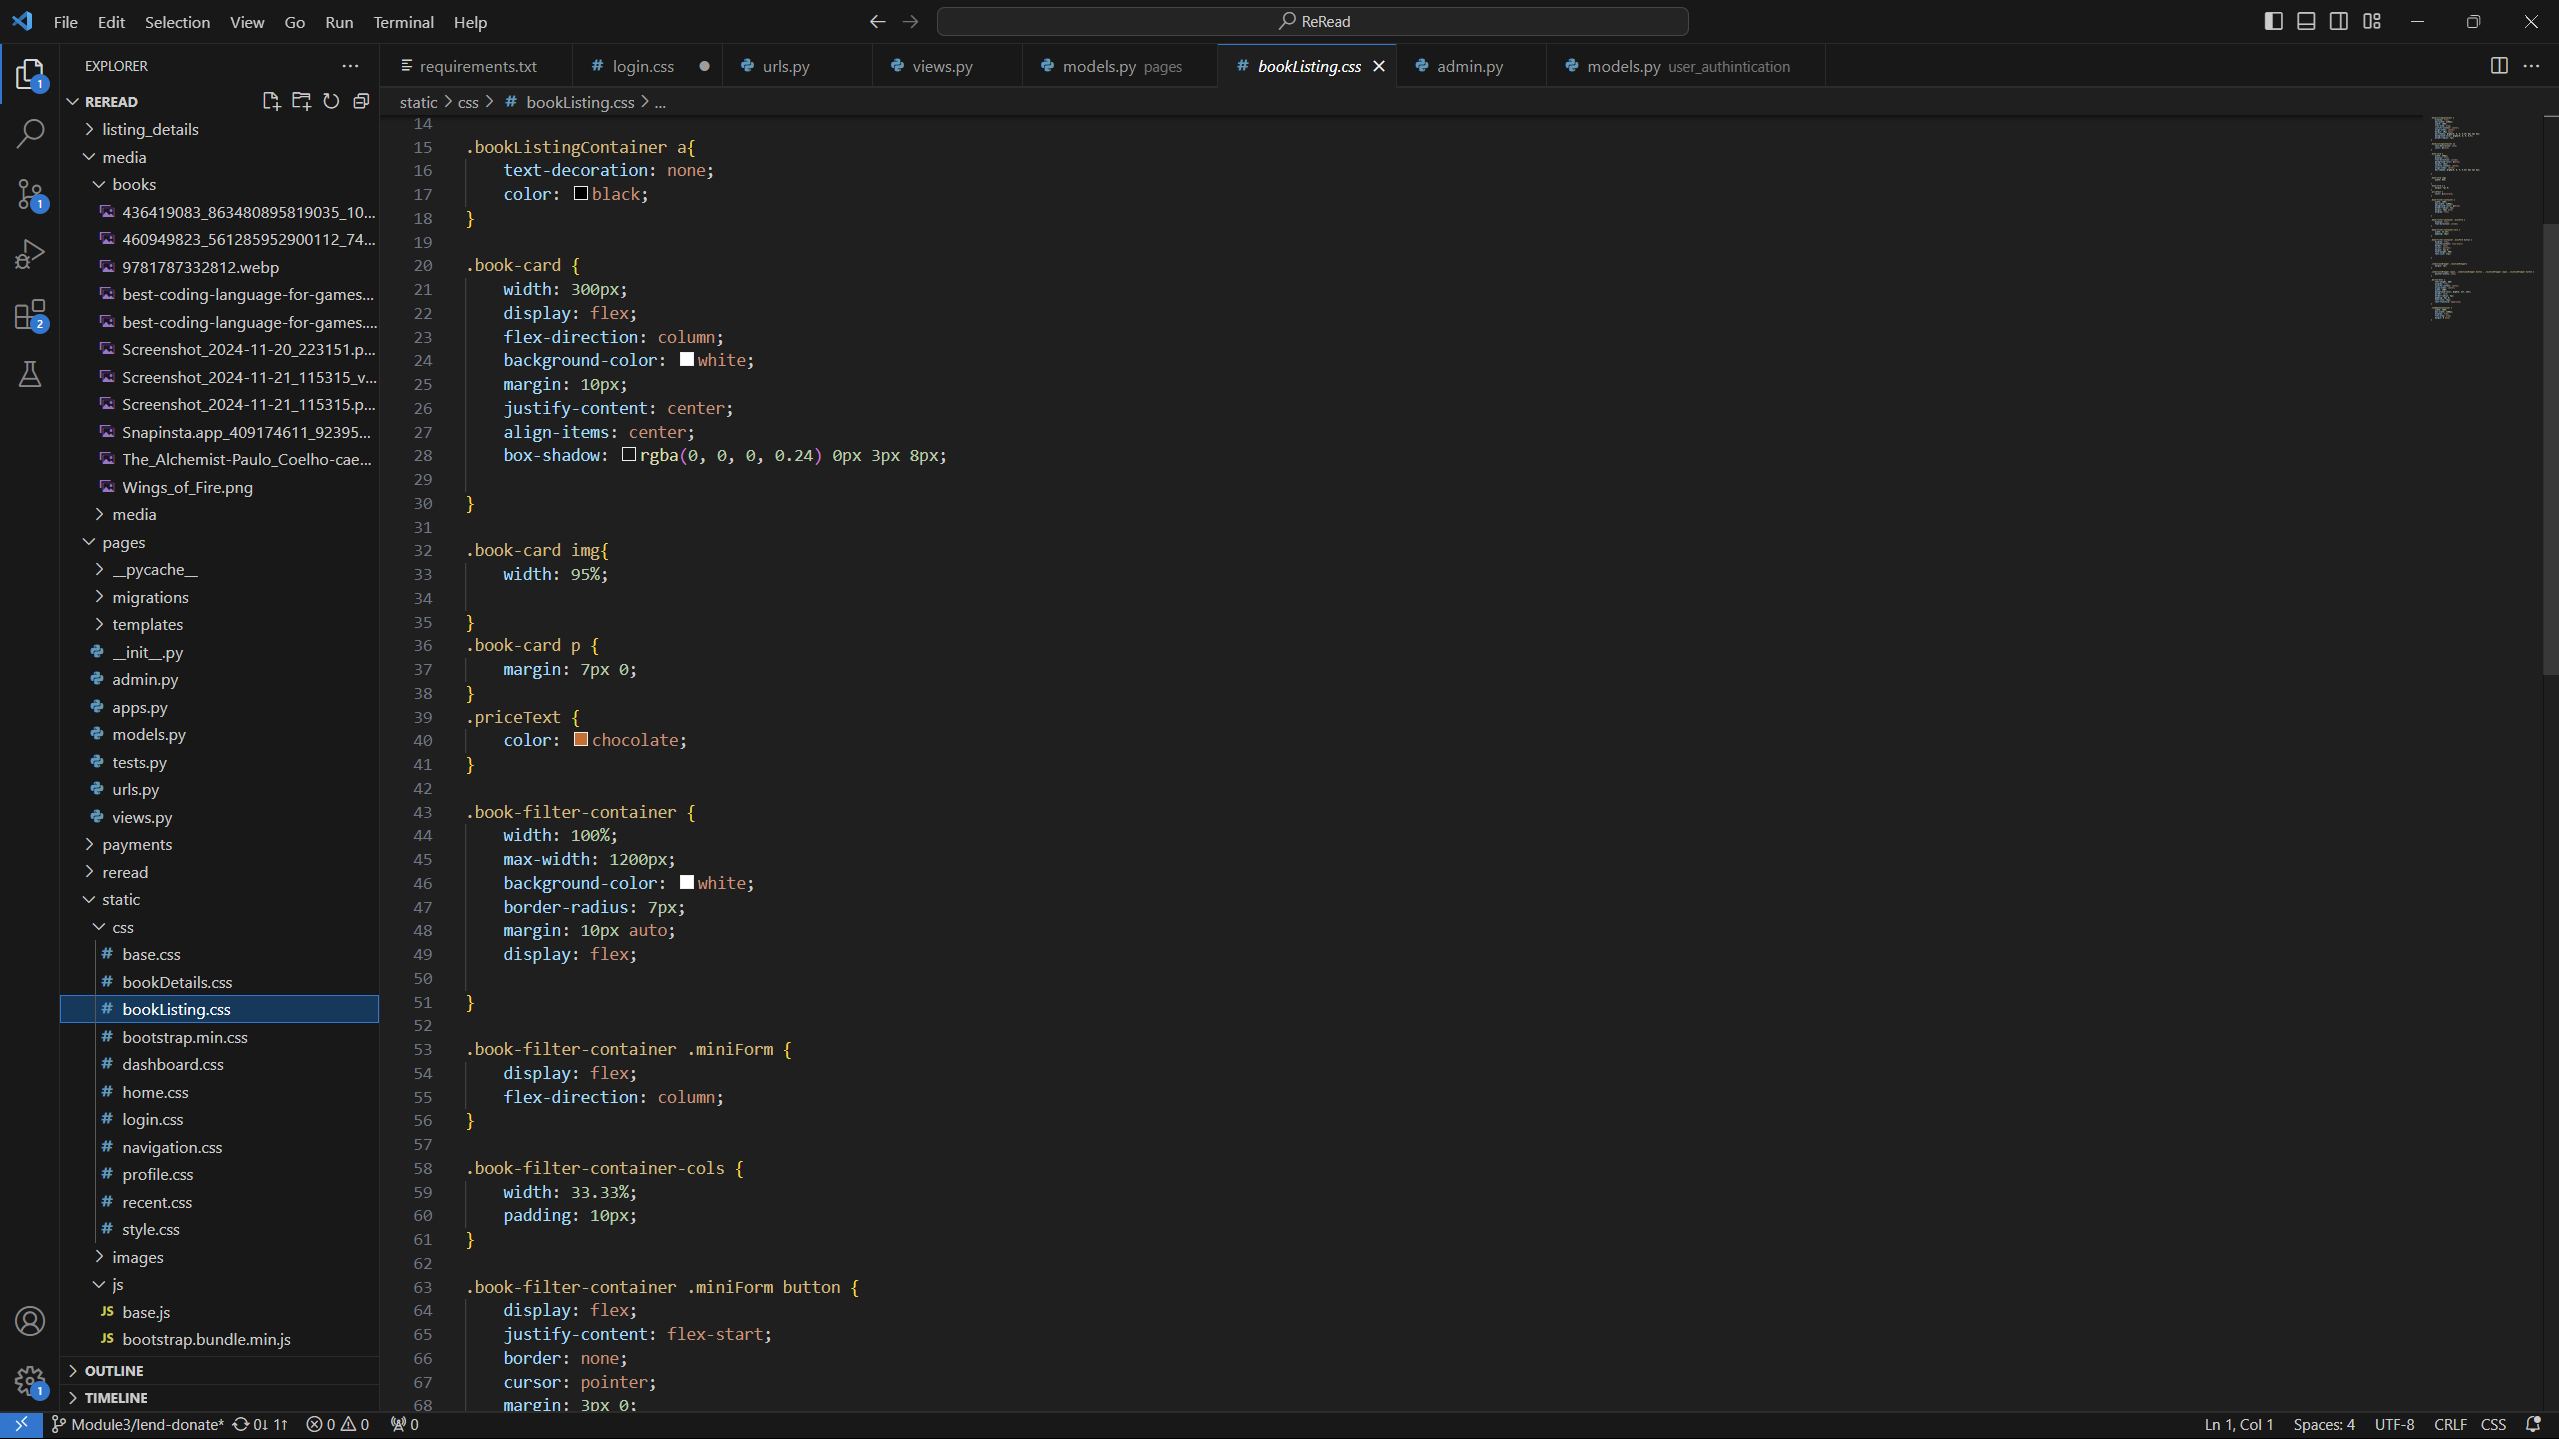 File Edit Selection View Go Run Terminal Help
ReRead
EXPLORER
requirements.txt
login.css
urls.py
views.py
models.py pages
bookListing.css
admin.py
models.py user_authintication
REREAD
listing_details
media
books
436419083_863480895819035_10...
460949823_561285952900112_74...
9781787332812.webp
best-coding-language-for-games...
best-coding-language-for-games....
Screenshot_2024-11-20_223151.p...
Screenshot_2024-11-21_115315_v...
Screenshot_2024-11-21_115315.p...
Snapinsta.app_409174611_92395...
The_Alchemist-Paulo_Coelho-cae...
Wings_of_Fire.png
media
pages
__pycache__
migrations
templates
__init__.py
admin.py
apps.py
models.py
tests.py
urls.py
views.py
payments
reread
static
css
base.css
bookDetails.css
bookListing.css
bootstrap.min.css
dashboard.css
home.css
login.css
navigation.css
profile.css
recent.css
style.css
images
js
JS base.js
JS bootstrap.bundle.min.js
OUTLINE
TIMELINE
1
1
2
1
static > css > # bookListing.css > ...
14
15 .bookListingContainer a{
16 text-decoration: none;
17 color: black;
18 }
19
20 .book-card {
21 width: 300px;
22 display: flex;
23 flex-direction: column;
24 background-color: white;
25 margin: 10px;
26 justify-content: center;
27 align-items: center;
28 box-shadow: rgba(0, 0, 0, 0.24) 0px 3px 8px;
29
30 }
31
32 .book-card img{
33 width: 95%;
34
35 }
36 .book-card p {
37 margin: 7px 0;
38 }
39 .priceText {
40 color: chocolate;
41 }
42
43 .book-filter-container {
44 width: 100%;
45 max-width: 1200px;
46 background-color: white;
47 border-radius: 7px;
48 margin: 10px auto;
49 display: flex;
50
51 }
52
53 .book-filter-container .miniForm {
54 display: flex;
55 flex-direction: column;
56 }
57
58 .book-filter-container-cols {
59 width: 33.33%;
60 padding: 10px;
61 }
62
63 .book-filter-container .miniForm button {
64 display: flex;
65 justify-content: flex-start;
66 border: none;
67 cursor: pointer;
68 margin: 3px 0;
Module3/lend-donate* 0↓ 1↑ 0 0 0
Ln 1, Col 1 Spaces: 4 UTF-8 CRLF CSS